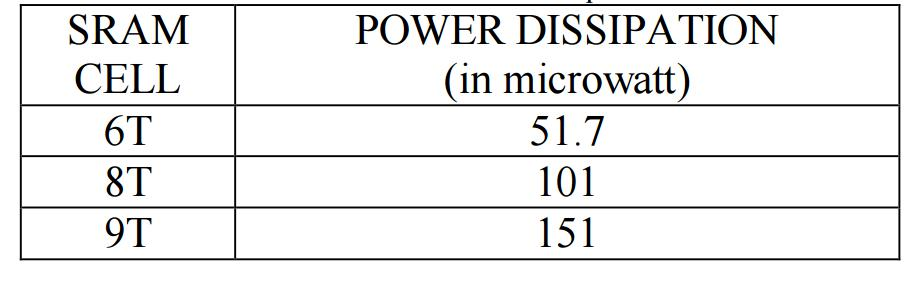 SRAM CELL POWER DISSIPATION (in microwatt)
6T 51.7
8T 101
9T 151